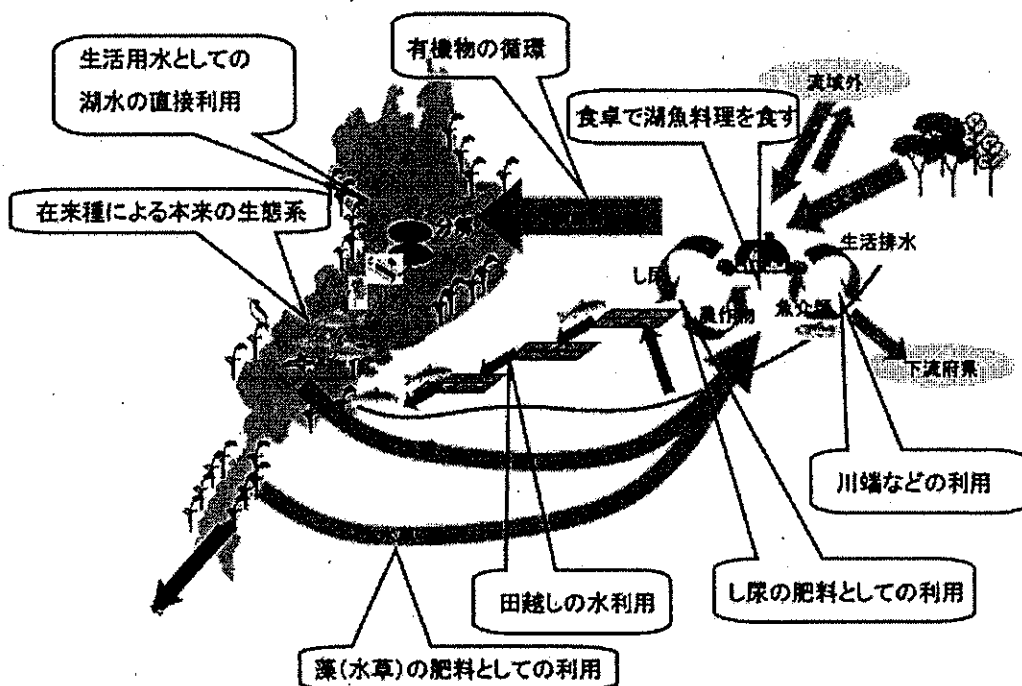 生活用水としての
湖水の直接利用
有機物の循環
流域外
食卓で湖魚料理を食す
在来種による本来の生態系
生活排水
し尿
農作物
魚介類
下流府県
川端などの利用
田越しの水利用
し尿の肥料としての利用
藻(水草)の肥料としての利用